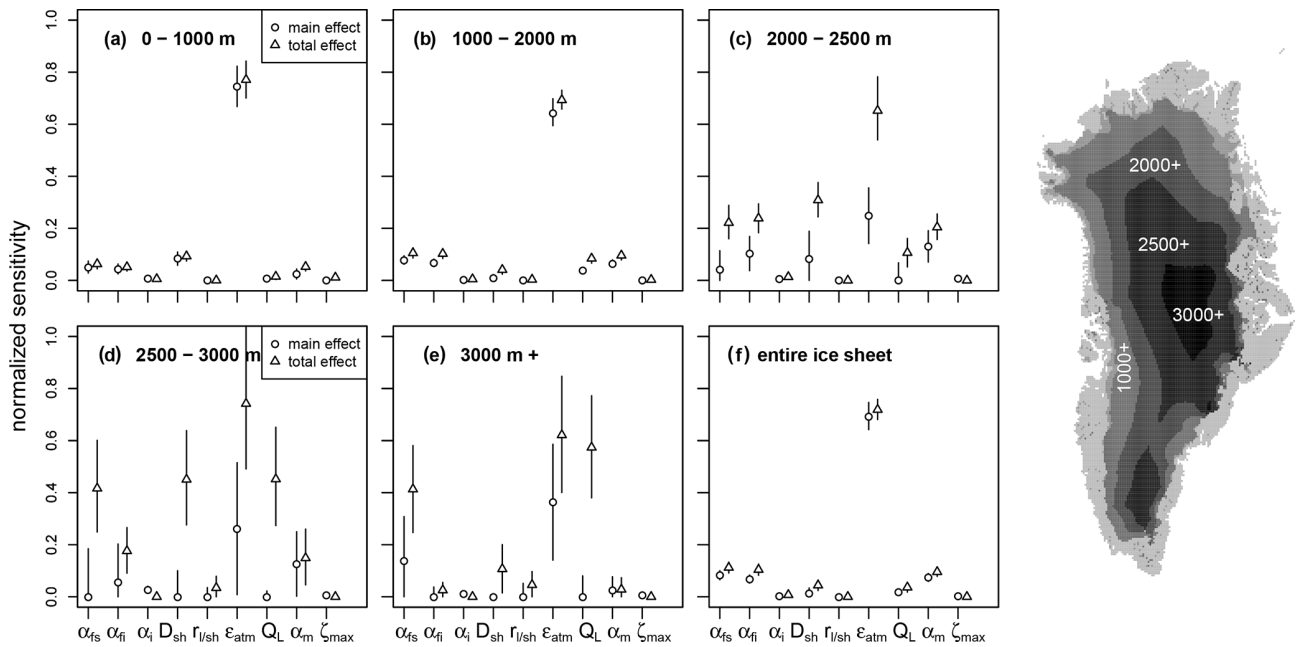 (a) 0 − 1000 m
main effect
total effect
(b) 1000 − 2000 m
(c) 2000 − 2500 m
1.0
0.8
0.6
0.4
0.2
0.0
normalized sensitivity
(d) 2500 − 3000 m
main effect
total effect
(e) 3000 m +
(f) entire ice sheet
1.0
0.8
0.6
0.4
0.2
0.0
αfs αfi αi Dsh rl/sh εatm QL αm ζmax
αfs αfi αi Dsh rl/sh εatm QL αm ζmax
αfs αfi αi Dsh rl/sh εatm QL αm ζmax
2000+
2500+
3000+
1000+